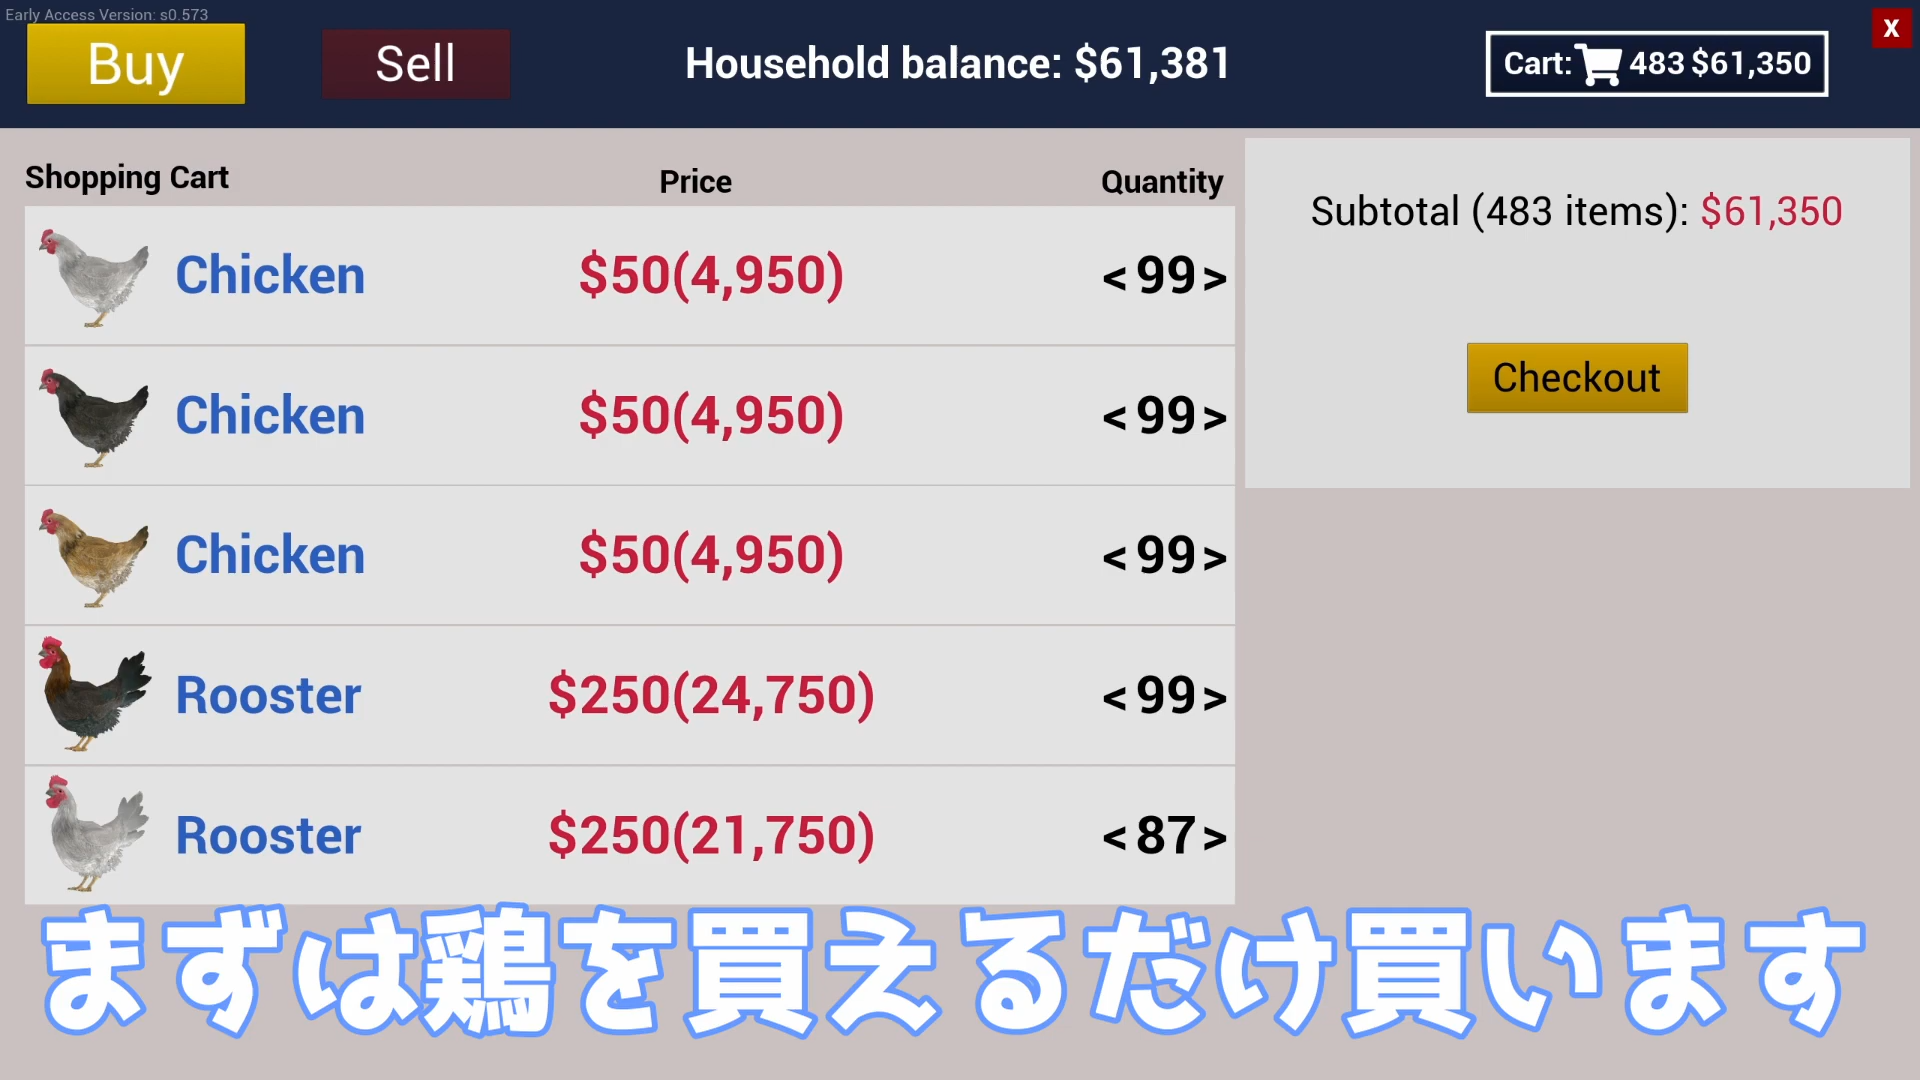 Early Access Version: s0.573
Buy
Sell
Household balance: $61,381
Cart: 483 $61,350
X
Shopping Cart
Price
Quantity
Chicken
$50(4,950)
<99>
Chicken
$50(4,950)
<99>
Chicken
$50(4,950)
<99>
Rooster
$250(24,750)
<99>
Rooster
$250(21,750)
<87>
Subtotal (483 items): $61,350
Checkout
まずは鶏を買えるだけ買います